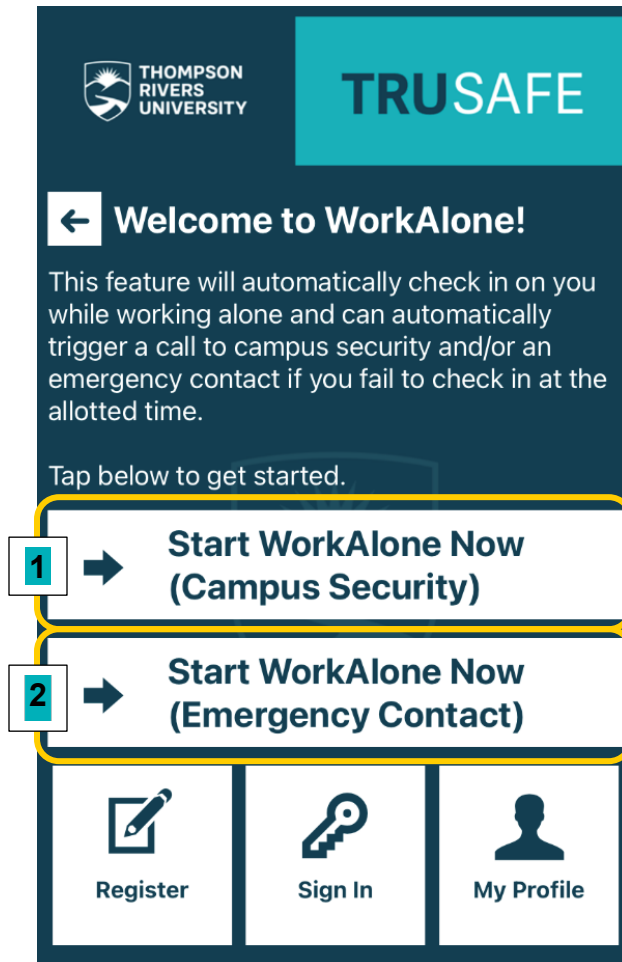 THOMPSON
RIVERS
UNIVERSITY
TRUSAFE
Welcome to WorkAlone!
This feature will automatically check in on you
while working alone and can automatically
trigger a call to campus security and/or an
emergency contact if you fail to check in at the
allotted time.
Tap below to get started.
1
Start WorkAlone Now
(Campus Security)
2
Start WorkAlone Now
(Emergency Contact)
Register
Sign In
My Profile